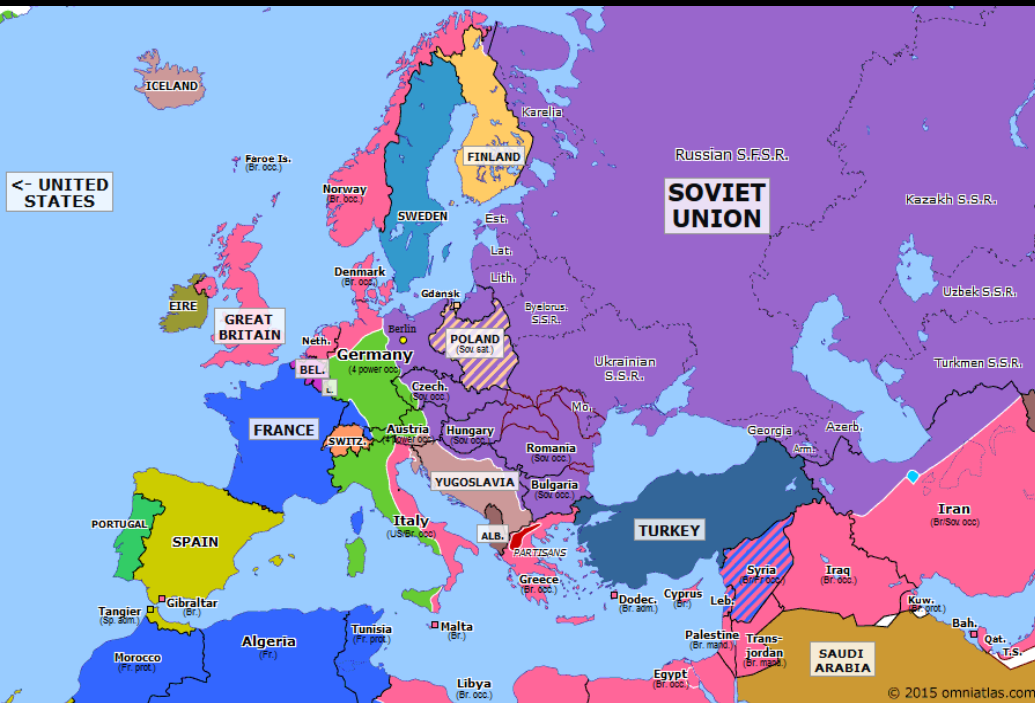 ICELAND
Karelia
Russian S.F.S.R.
Faroe Is.
(Br. occ.)
FINLAND
<- UNITED
STATES
Norway
(Br. occ.)
SOVIET
UNION
Kazakh S.S.R.
SWEDEN
Est.
Lat.
Lith.
Denmark
(Br. occ.)
Gdansk
Uzbek S.S.R.
EIRE
Byelorus.
S.S.R.
GREAT
BRITAIN
Berlin
Neth.
POLAND
(Sov. sat.)
Germany
(4 power occ.)
BEL.
L.
Ukrainian
S.S.R.
Turkmen S.S.R.
Czech.
(Sov. occ.)
Mo.
FRANCE
SWITZ.
Austria
(4 power occ.)
Hungary
(Sov. occ.)
Georgia
Azerb.
Arm.
Romania
(Sov. occ.)
YUGOSLAVIA
Bulgaria
(Sov. occ.)
PORTUGAL
SPAIN
Italy
(US/Br. occ.)
ALB.
PARTISANS
TURKEY
Iran
(Br/Sov. occ.)
Greece
(Br. occ.)
Syria
(Br/Fr. occ.)
Iraq
(Br. occ.)
Tangier
(Sp. adm.)
Gibraltar
(Br.)
Dodec.
(Br. adm.)
Cyprus
(Br.)
Leb.
Kuw.
(Br. prot.)
Malta
(Br.)
Bah.
Qat.
T.S.
Morocco
(Fr. prot.)
Algeria
(Fr.)
Tunisia
(Fr. prot.)
Palestine
(Br. mand.)
Trans-
jordan
(Br. mand.)
SAUDI
ARABIA
Libya
(Br. occ.)
Egypt
(Br. occ.)
© 2015 omniatlas.com